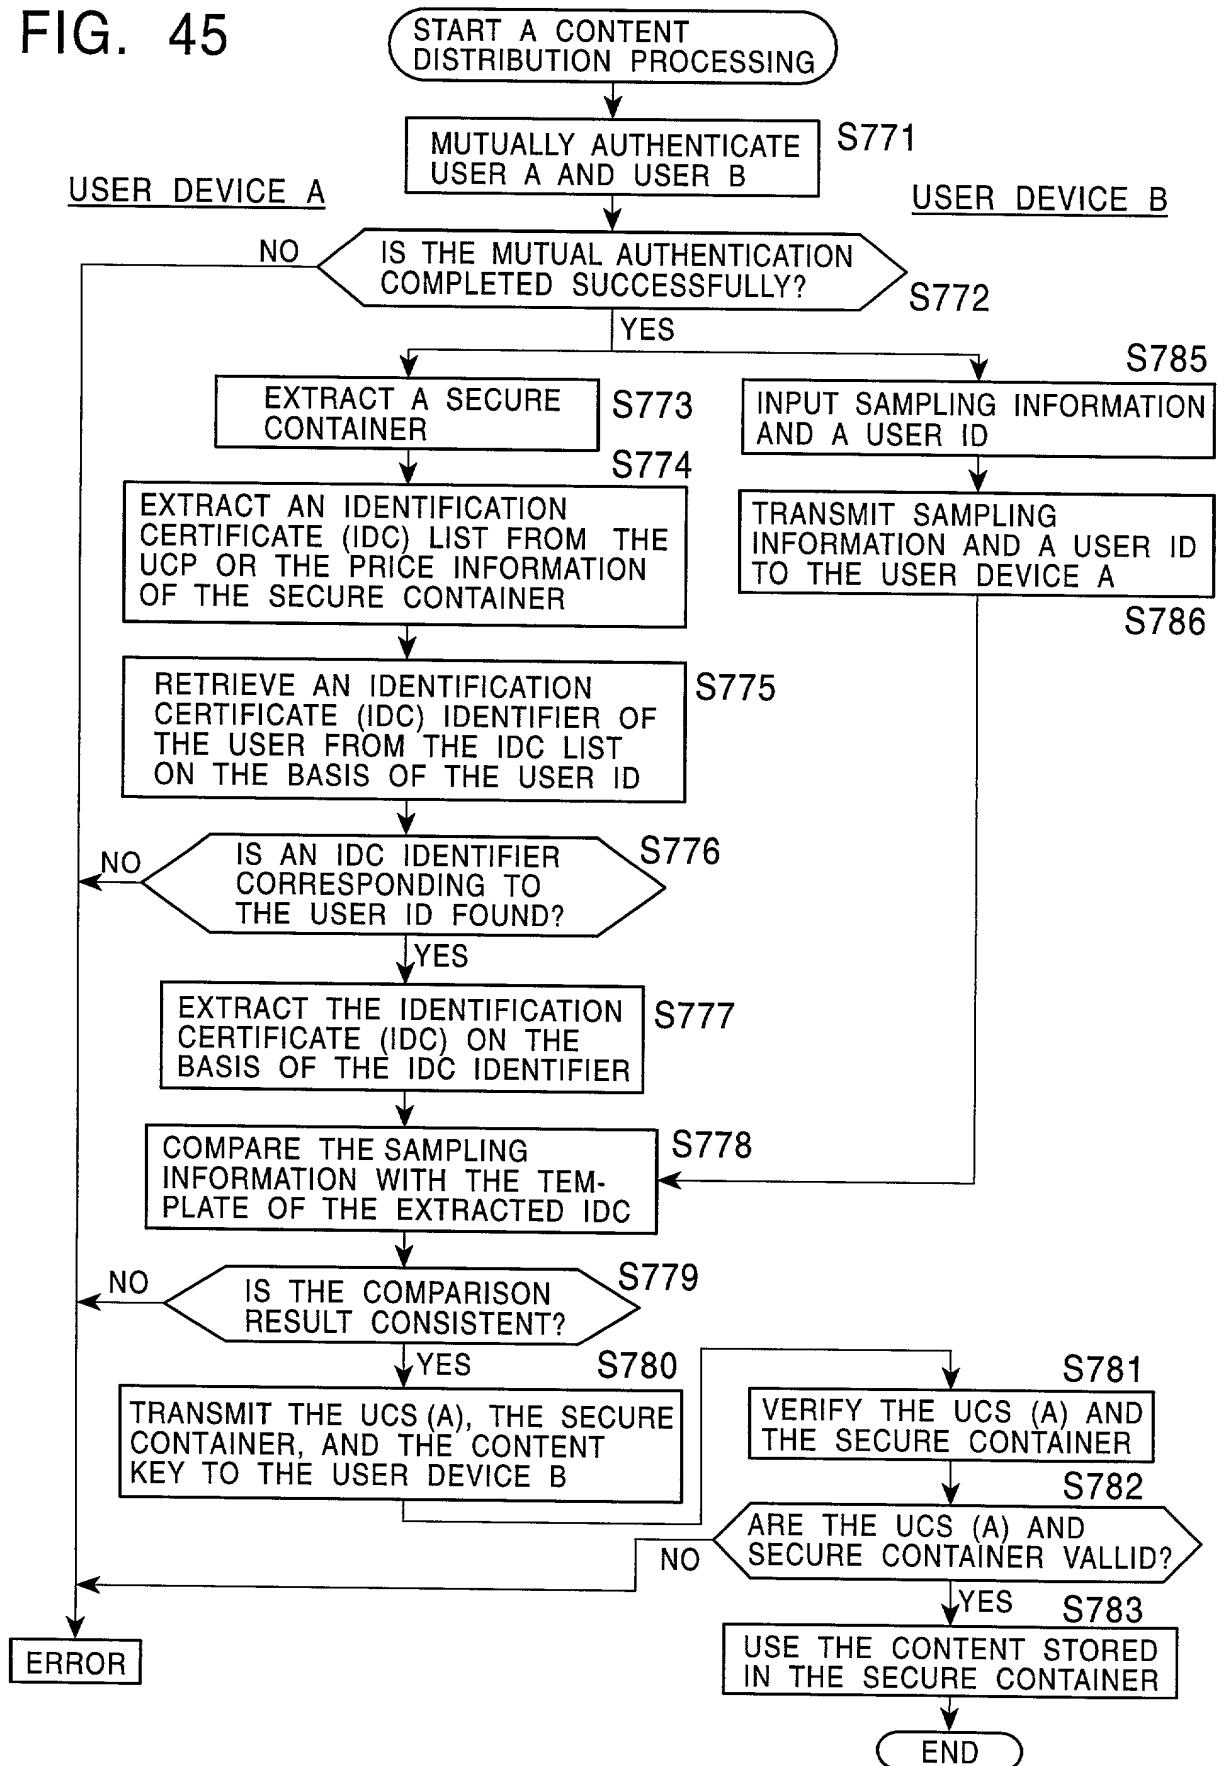 FIG. 45
START A CONTENT
DISTRIBUTION PROCESSING
S771
MUTUALLY AUTHENTICATE
USER A AND USER B
USER DEVICE A
USER DEVICE B
NO
IS THE MUTUAL AUTHENTICATION
COMPLETED SUCCESSFULLY?
S772
YES
S773
EXTRACT A SECURE
CONTAINER
S785
INPUT SAMPLING INFORMATION
AND A USER ID
S774
EXTRACT AN IDENTIFICATION
CERTIFICATE (IDC) LIST FROM THE
UCP OR THE PRICE INFORMATION
OF THE SECURE CONTAINER
TRANSMIT SAMPLING
INFORMATION AND A USER ID
TO THE USER DEVICE A
S786
S775
RETRIEVE AN IDENTIFICATION
CERTIFICATE (IDC) IDENTIFIER OF
THE USER FROM THE IDC LIST
ON THE BASIS OF THE USER ID
NO
IS AN IDC IDENTIFIER
CORRESPONDING TO
THE USER ID FOUND?
S776
YES
EXTRACT THE IDENTIFICATION
CERTIFICATE (IDC) ON THE
BASIS OF THE IDC IDENTIFIER
S777
COMPARE THE SAMPLING
INFORMATION WITH THE TEM-
PLATE OF THE EXTRACTED IDC
S778
NO
IS THE COMPARISON
RESULT CONSISTENT?
S779
YES
S780
TRANSMIT THE UCS (A), THE SECURE
CONTAINER, AND THE CONTENT
KEY TO THE USER DEVICE B
S781
VERIFY THE UCS (A) AND
THE SECURE CONTAINER
S782
ARE THE UCS (A) AND
SECURE CONTAINER VALLID?
NO
YES
S783
USE THE CONTENT STORED
IN THE SECURE CONTAINER
ERROR
END